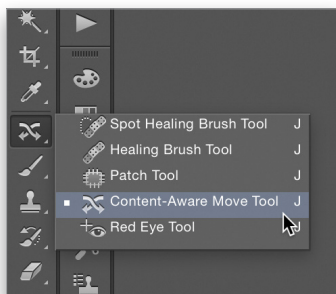 Spot Healing Brush Tool J
Healing Brush Tool J
Patch Tool J
Content-Aware Move Tool J
Red Eye Tool J